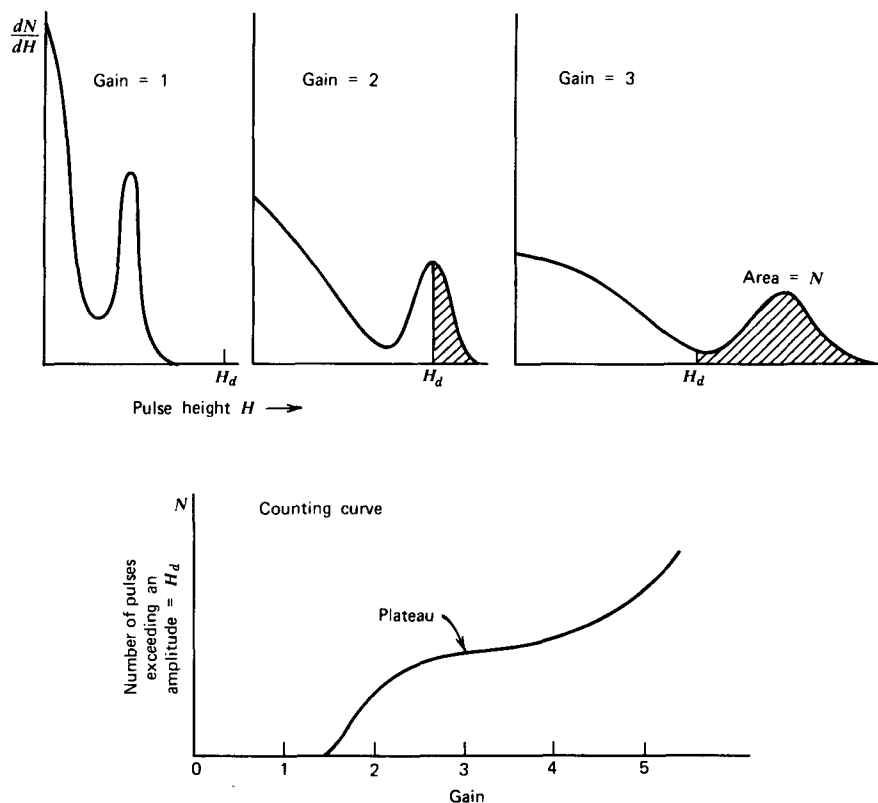 dN
dH
Gain = 1
H_d
Gain = 2
H_d
Gain = 3
Area = N
H_d
Pulse height H ⟶
N
Counting curve
Number of pulses
exceeding an
amplitude = H_d
Plateau
0 1 2 3 4 5
Gain